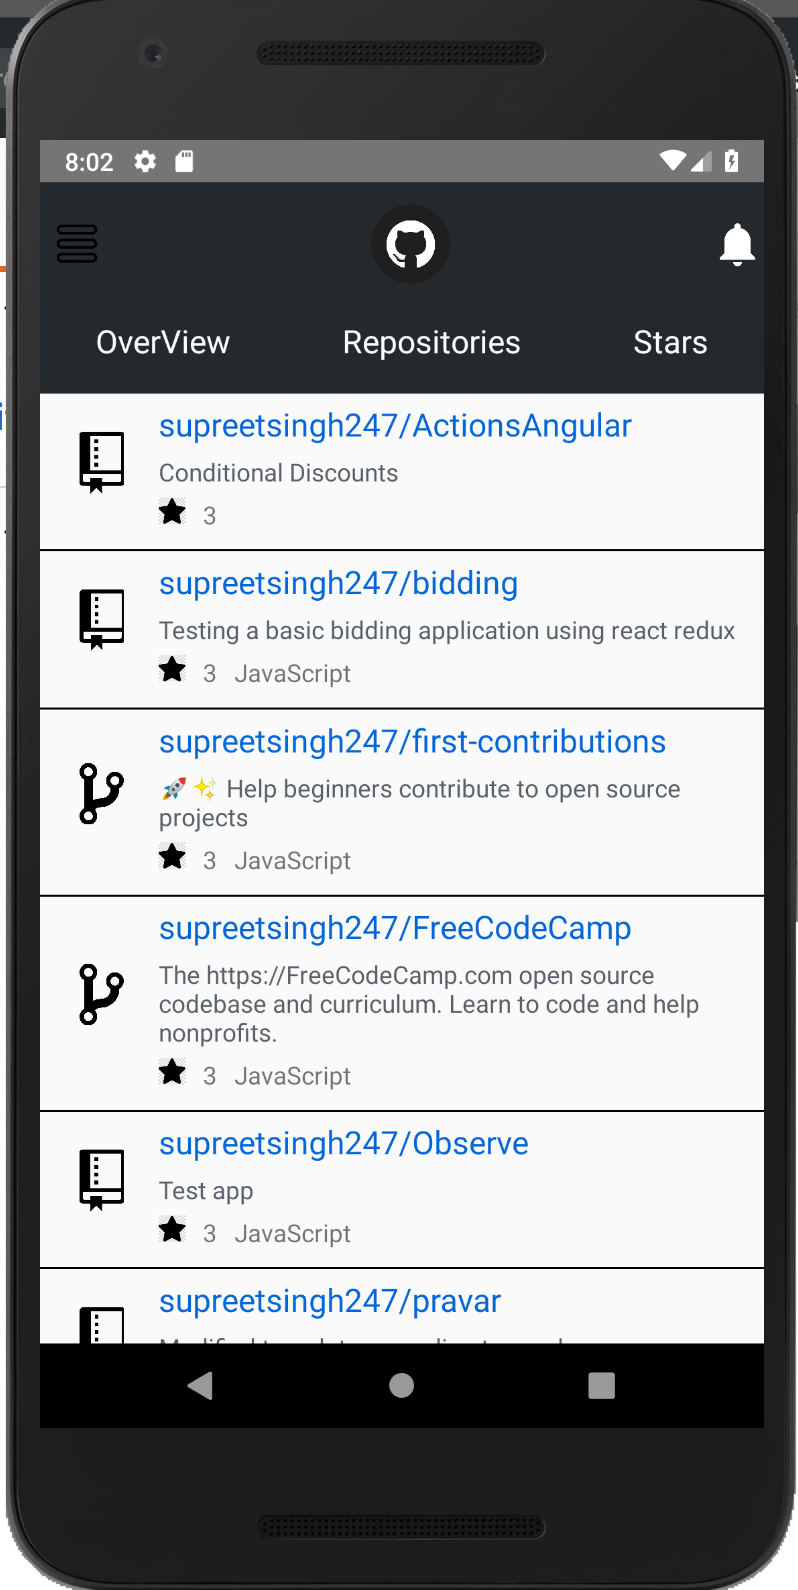 8:02
OverView Repositories Stars
supreetsingh247/ActionsAngular
Conditional Discounts
3
supreetsingh247/bidding
Testing a basic bidding application using react redux
3 JavaScript
supreetsingh247/first-contributions
🚀 ✨ Help beginners contribute to open source
projects
3 JavaScript
supreetsingh247/FreeCodeCamp
The https://FreeCodeCamp.com open source
codebase and curriculum. Learn to code and help
nonprofits.
3 JavaScript
supreetsingh247/Observe
Test app
3 JavaScript
supreetsingh247/pravar